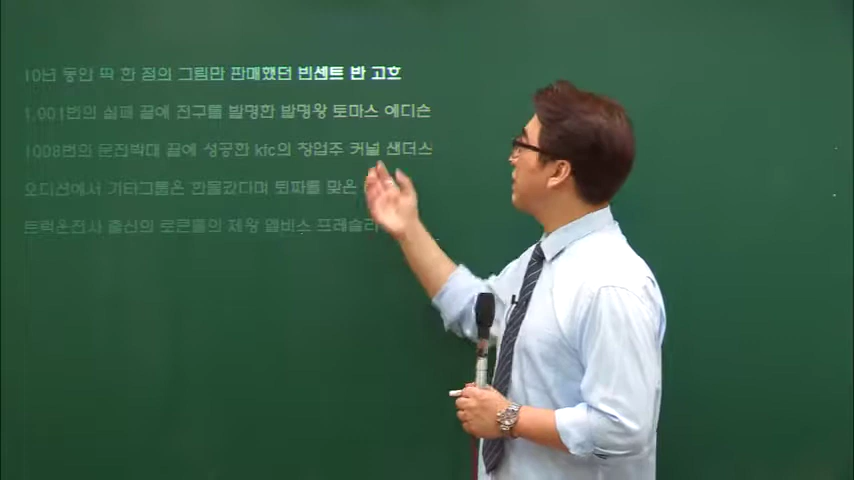 10년 동안 딱 한 점의 그림만 판매했던 빈센트 반 고흐
1,001번의 실패 끝에 전구를 발명한 발명왕 토마스 에디슨
1008번의 문전박대 끝에 성공한 kfc의 창업주 커널 샌더스
오디션에서 기타그룹은 한물갔다며 퇴짜를 맞은
트럭운전사 출신의 로큰롤의 제왕 엘비스 프레슬리